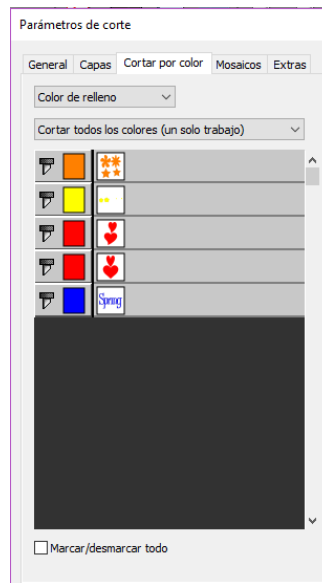 Parámetros de corte
General Capas Cortar por color Mosaicos Extras
Color de relleno
Cortar todos los colores (un solo trabajo)
Spring
Marcar/desmarcar todo